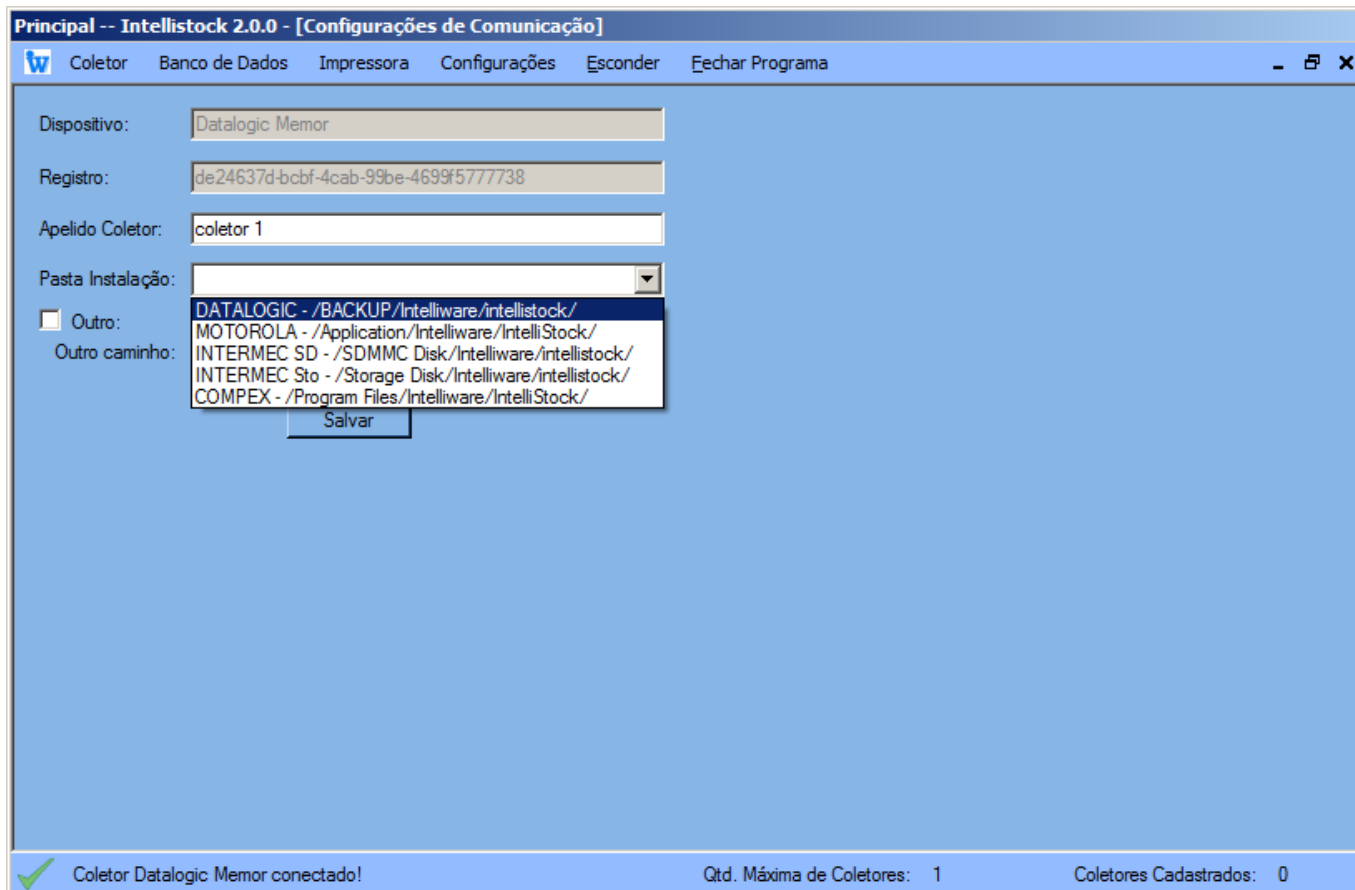 Principal -- Intellistock 2.0.0 - [Configurações de Comunicação]
Coletor Banco de Dados Impressora Configurações Esconder Fechar Programa
Dispositivo: Datalogic Memor
Registro: de24637d-bcbf-4cab-99be-4699f5777738
Apelido Coletor: coletor 1
Pasta Instalação:
DATALOGIC - /BACKUP/Intelliware/intellistock/
Outro:
MOTOROLA - /Application/Intelliware/IntelliStock/
Outro caminho:
INTERMEC SD - /SDMMC Disk/Intelliware/intellistock/
INTERMEC Sto - /Storage Disk/Intelliware/intellistock/
COMPEX - /Program Files/Intelliware/IntelliStock/
Salvar
Coletor Datalogic Memor conectado! Qtd. Máxima de Coletores: 1 Coletores Cadastrados: 0